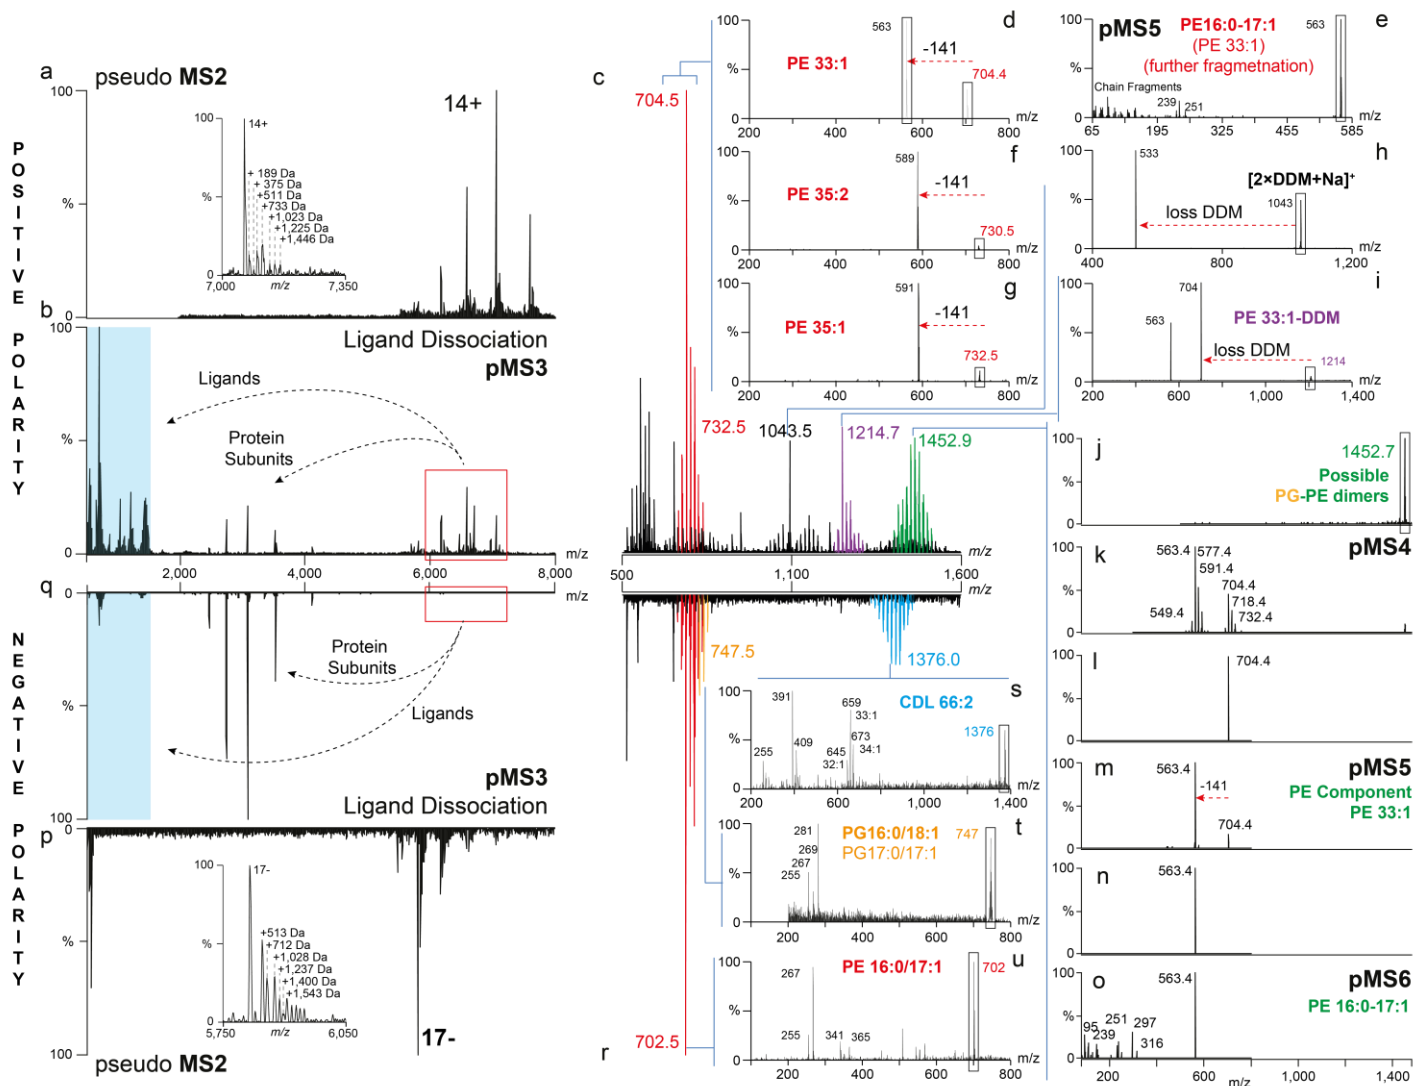 POSITIVE POLARITY
NEGATIVE POLARITY
a
pseudo MS2
14+
100
%
0
14+
100
%
0
+ 189 Da
+ 375 Da
+511 Da
+733 Da
+1,023 Da
+1,225 Da
+1,446 Da
7,000
m/z
7,350
b
100
%
0
Ligand Dissociation
pMS3
Ligands
Protein
Subunits
2,000
4,000
6,000
8,000
m/z
q
0
%
100
m/z
Protein
Subunits
Ligands
pMS3
Ligand Dissociation
p
0
%
100
100
%
0
17-
+513 Da
+712 Da
+1,028 Da
+1,237 Da
+1,400 Da
+1,543 Da
5,750
m/z
6,050
17-
pseudo MS2
c
704.5
732.5
1043.5
1214.7
1452.9
m/z
500
1,100
1,600
747.5
1376.0
702.5
r
d
100
%
0
563
-141
704.4
PE 33:1
200
400
600
800
m/z
e
pMS5
PE16:0-17:1
(PE 33:1)
(further fragmetnation)
563
100
%
0
Chain Fragments
239
251
65
195
325
455
585
m/z
f
100
%
0
589
-141
PE 35:2
730.5
200
400
600
800
m/z
g
100
%
0
591
-141
PE 35:1
732.5
200
400
600
800
m/z
h
100
%
0
533
[2×DDM+Na]+
1043
loss DDM
400
800
1,200
m/z
i
100
%
0
704
563
PE 33:1-DDM
loss DDM
1214
200
600
1,000
1,400
m/z
j
100
%
0
1452.7
Possible
PG-PE dimers
pMS4
k
100
%
0
563.4
577.4
591.4
549.4
704.4
718.4
732.4
l
100
%
0
704.4
m
100
%
0
563.4
-141
704.4
pMS5
PE Component
PE 33:1
n
100
%
0
563.4
o
100
%
0
563.4
pMS6
PE 16:0-17:1
95
239
251
297
316
200
600
1,000
1,400
m/z
s
100
%
0
391
659
33:1
CDL 66:2
1376
255
409
645
32:1
673
34:1
200
600
1,000
1,400
m/z
t
100
%
0
281
269
267
255
PG16:0/18:1
PG17:0/17:1
747
200
400
600
800
m/z
u
100
%
0
267
PE 16:0/17:1
702
255
341
365
200
400
600
800
m/z